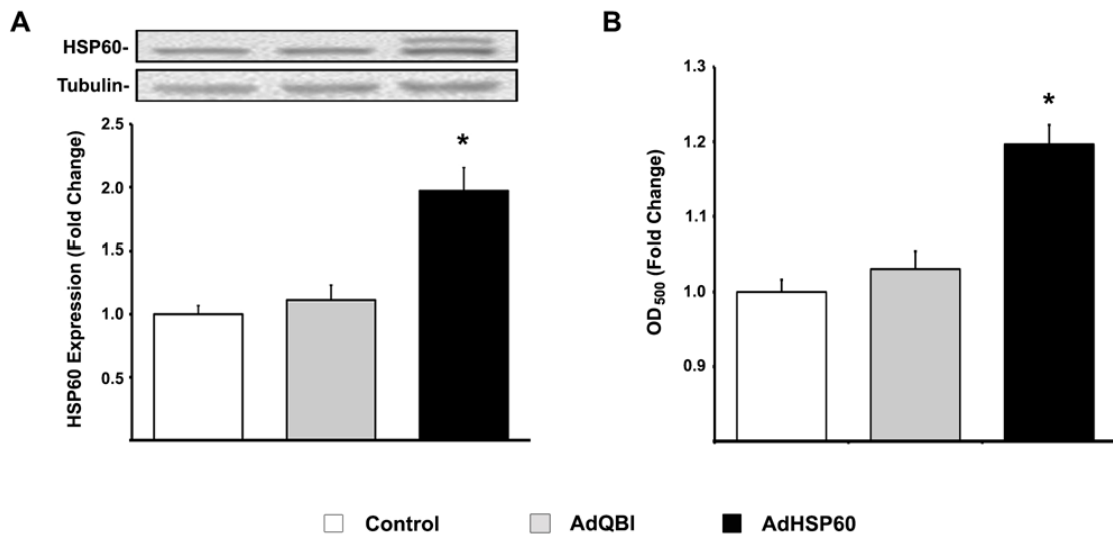 A
HSP60-
Tubulin-
HSP60 Expression (Fold Change)
2.5
2.0
1.5
1.0
0.5
*
B
OD500 (Fold Change)
1.3
1.2
1.1
1.0
0.9
*
Control AdQBI AdHSP60